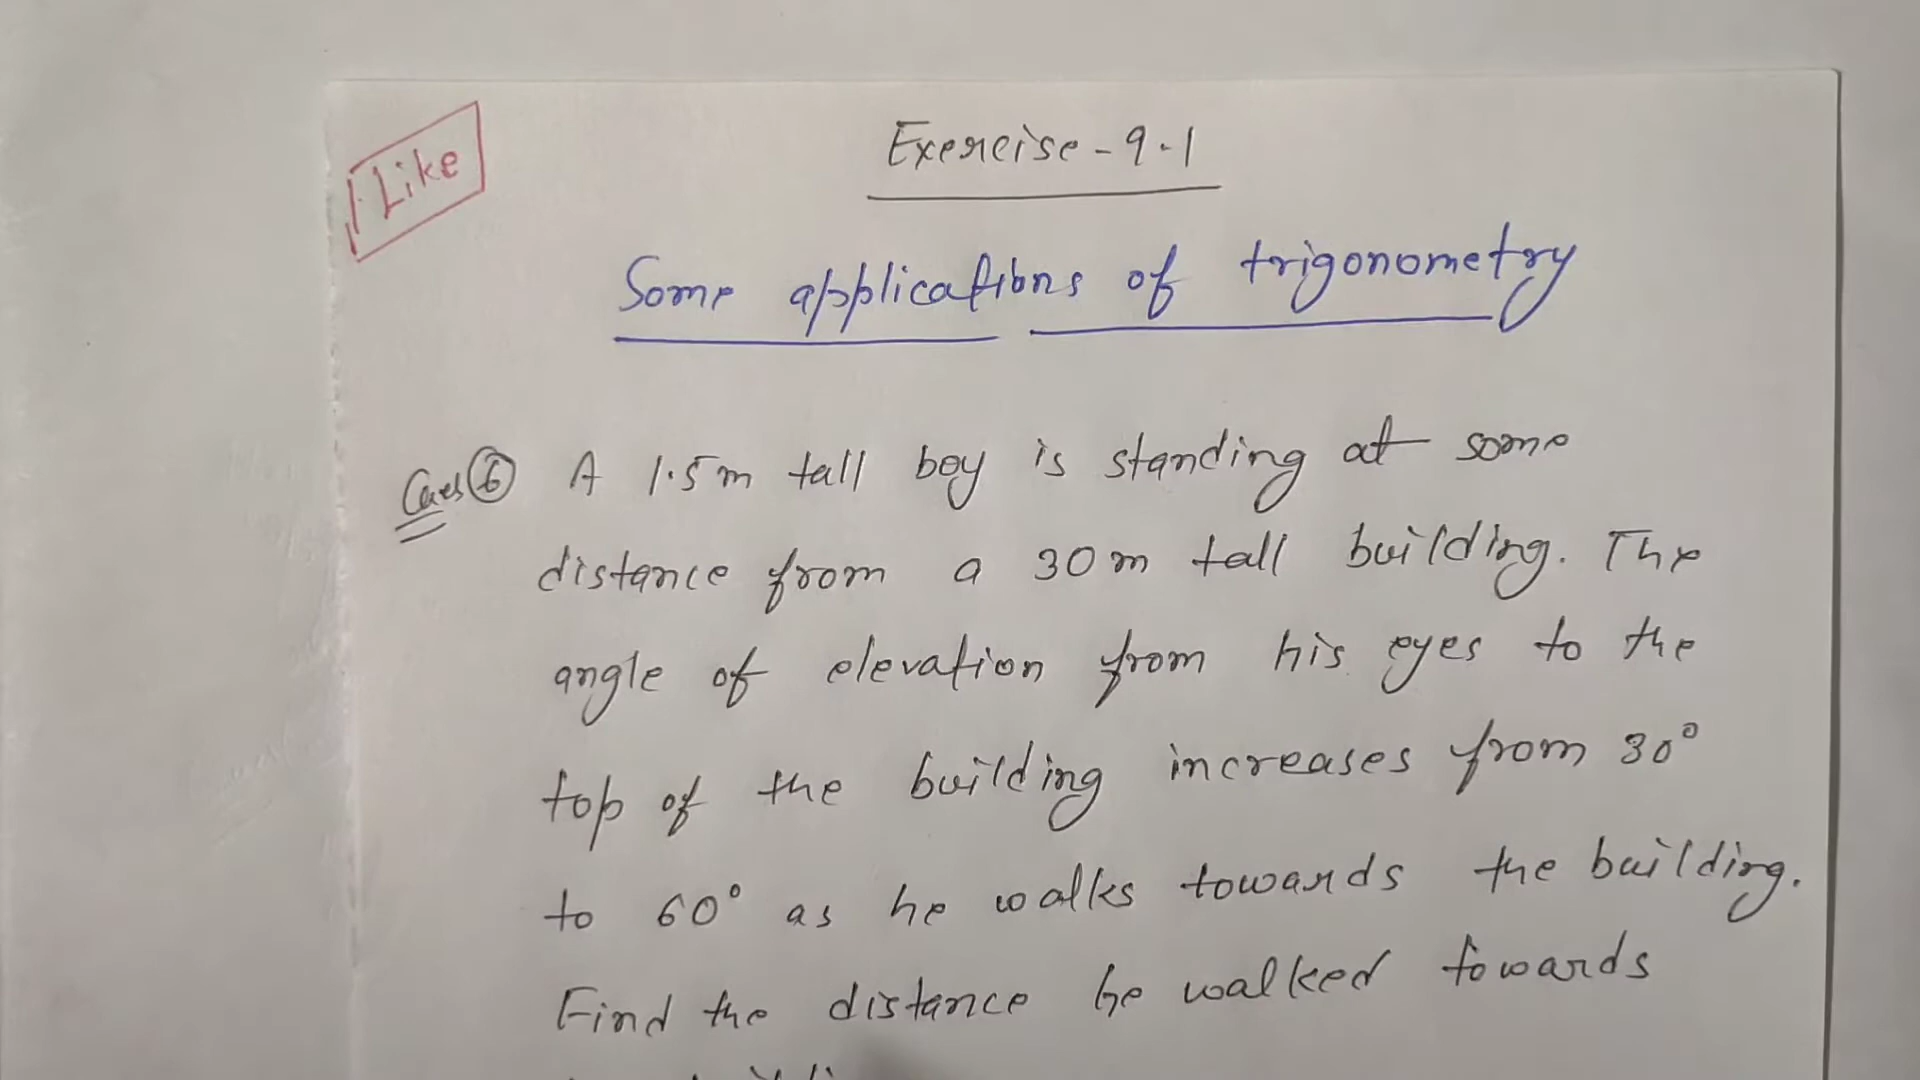 Like
Exercise-9.1
Some applications of trigonometry
Ques 6 A 1.5m tall boy is standing at some
distance from a 30m tall building. The
angle of elevation from his eyes to the
top of the building increases from 30°
to 60° as he walks towards the building.
Find the distance he walked towards